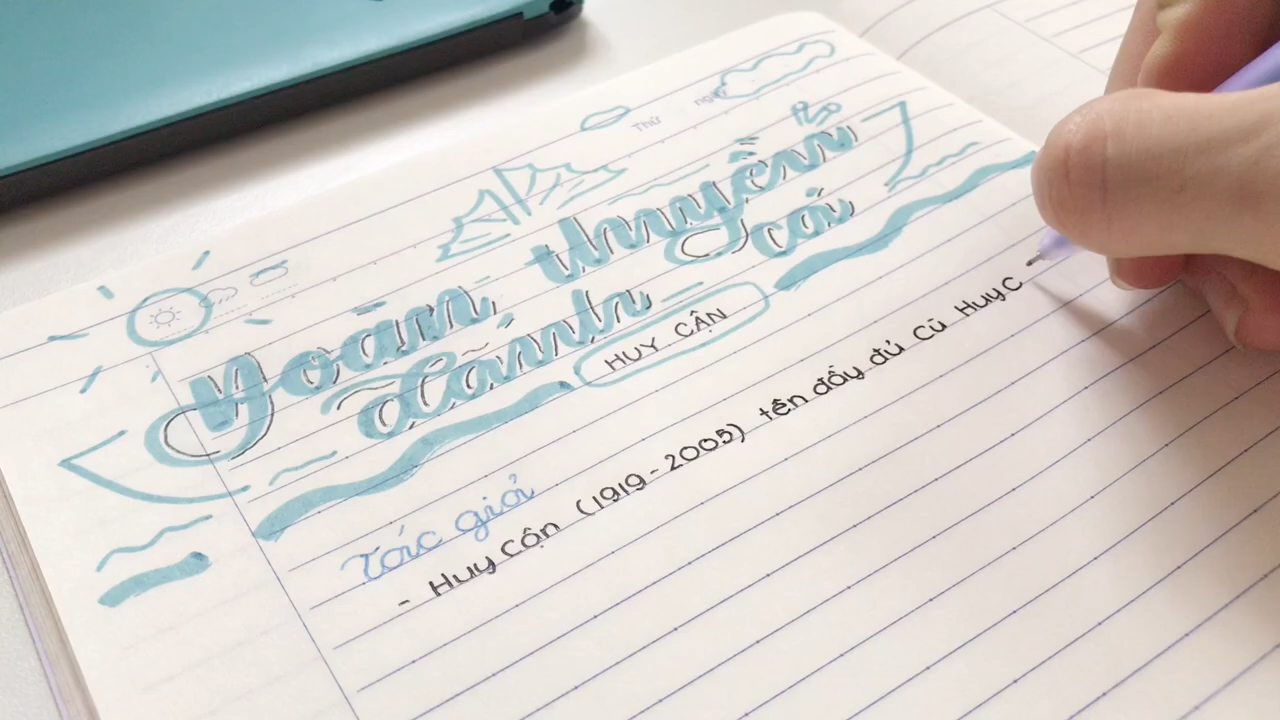 Thứ ngày
Đoàn thuyền
đánh cá
HUY CẬN
Tác giả
- Huy Cận (1919 - 2005) tên đầy đủ Cù Huy C